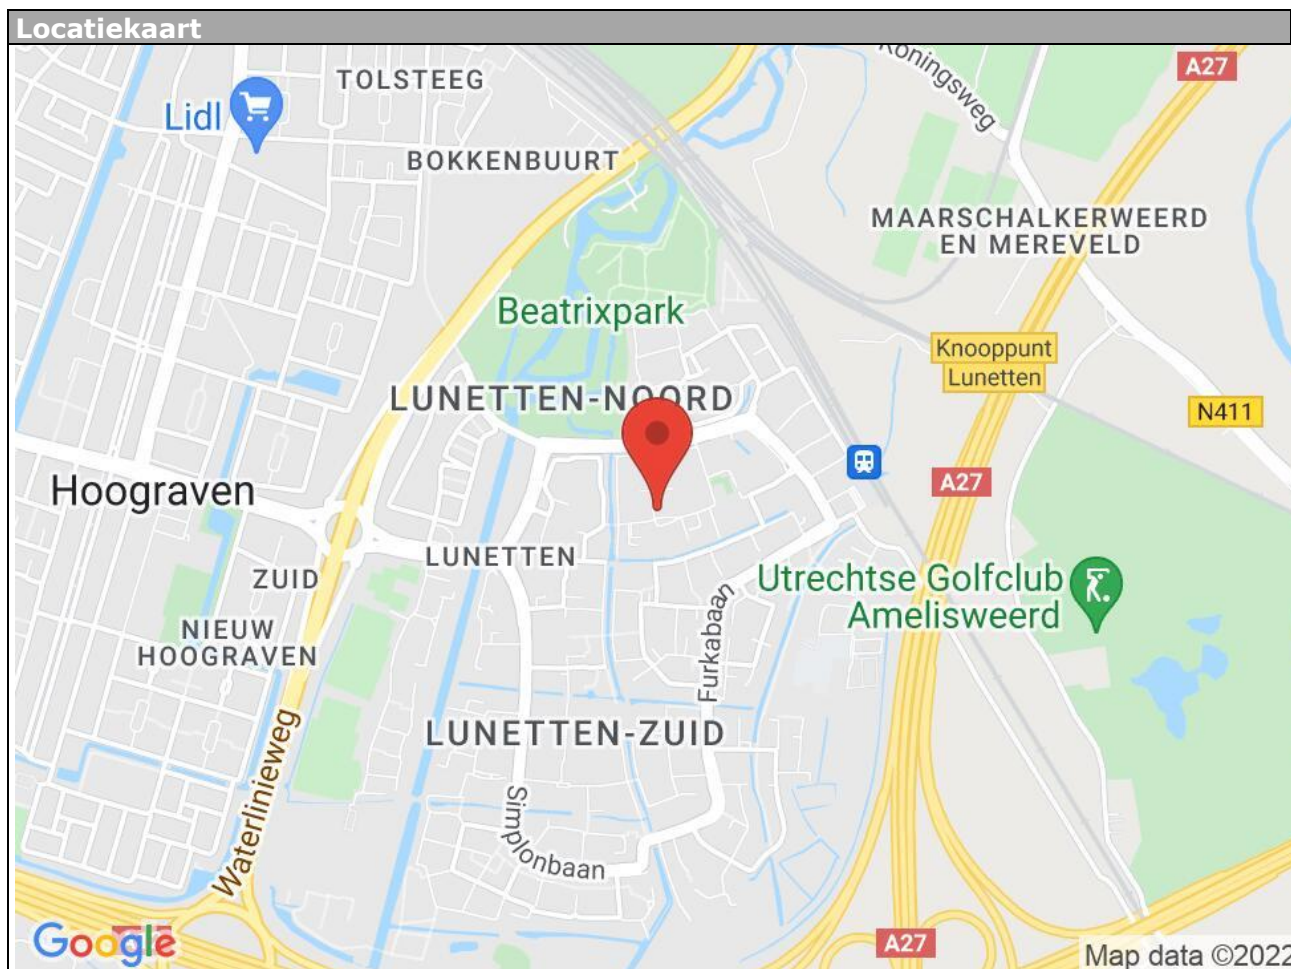 Locatiekaart
Koningsweg
A27
TOLSTEEG
Lidl
BOKKENBUURT
MAARSCHALKERWEERD
EN MEREVELD
Beatrixpark
Knooppunt
Lunetten
LUNETTEN-NOORD
N411
Hoograven
A27
LUNETTEN
ZUID
Utrechtse Golfclub
Amelisweerd
NIEUW
HOOGRAVEN
Furkabaan
LUNETTEN-ZUID
Waterlinieweg
Simplonbaan
Google
A27
Map data ©2022